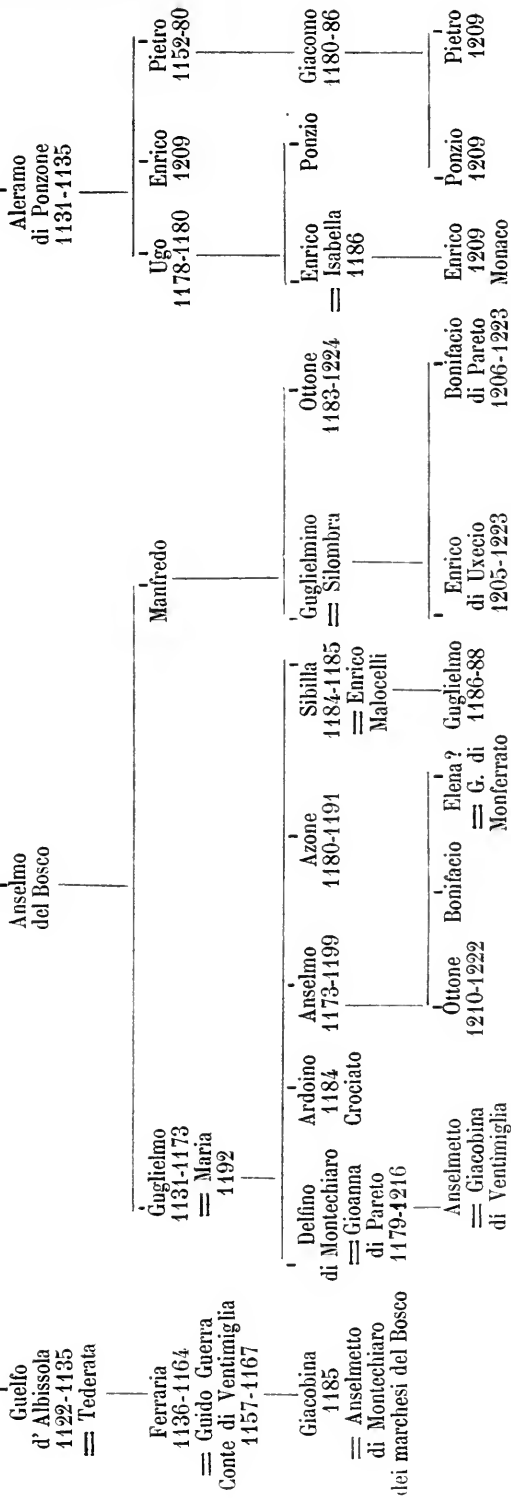 Guelfo
d' Albissola
1122-1135
= Tederata
Anselmo
del Bosco
Aleramo
di Ponzone
1131-1135
Ferraria
1136-1164
= Guido Guerra
Conte di Ventimiglia
1157-1167
Guglielmo
1131-1173
= Maria
1192
Manfredo
Ugo
1178-1180
Enrico
1209
Pietro
1152-80
Giacobina
1185
= Anselmetto
di Montechiaro
dei marchesi del Bosco
Delfino
di Montechiaro
= Gioanna
di Pareto
1179-1216
Ardoino
1184
Crociato
Anselmo
1173-1199
Azone
1180-1191
Sibilla
1184-1185
= Enrico
Malocelli
Guglielmino
= Silombra
Ottone
1183-1224
Enrico
= Isabella
1186
Ponzio
Giacomo
1180-86
Anselmetto
= Giacobina
di Ventimiglia
Ottone
1210-1222
Bonifacio
Elena?
= G. di
Monferrato
Guglielmo
1186-88
Enrico
di Uxecio
1205-1223
Bonifacio
di Pareto
1206-1223
Enrico
1209
Monaco
Ponzio
1209
Pietro
1209